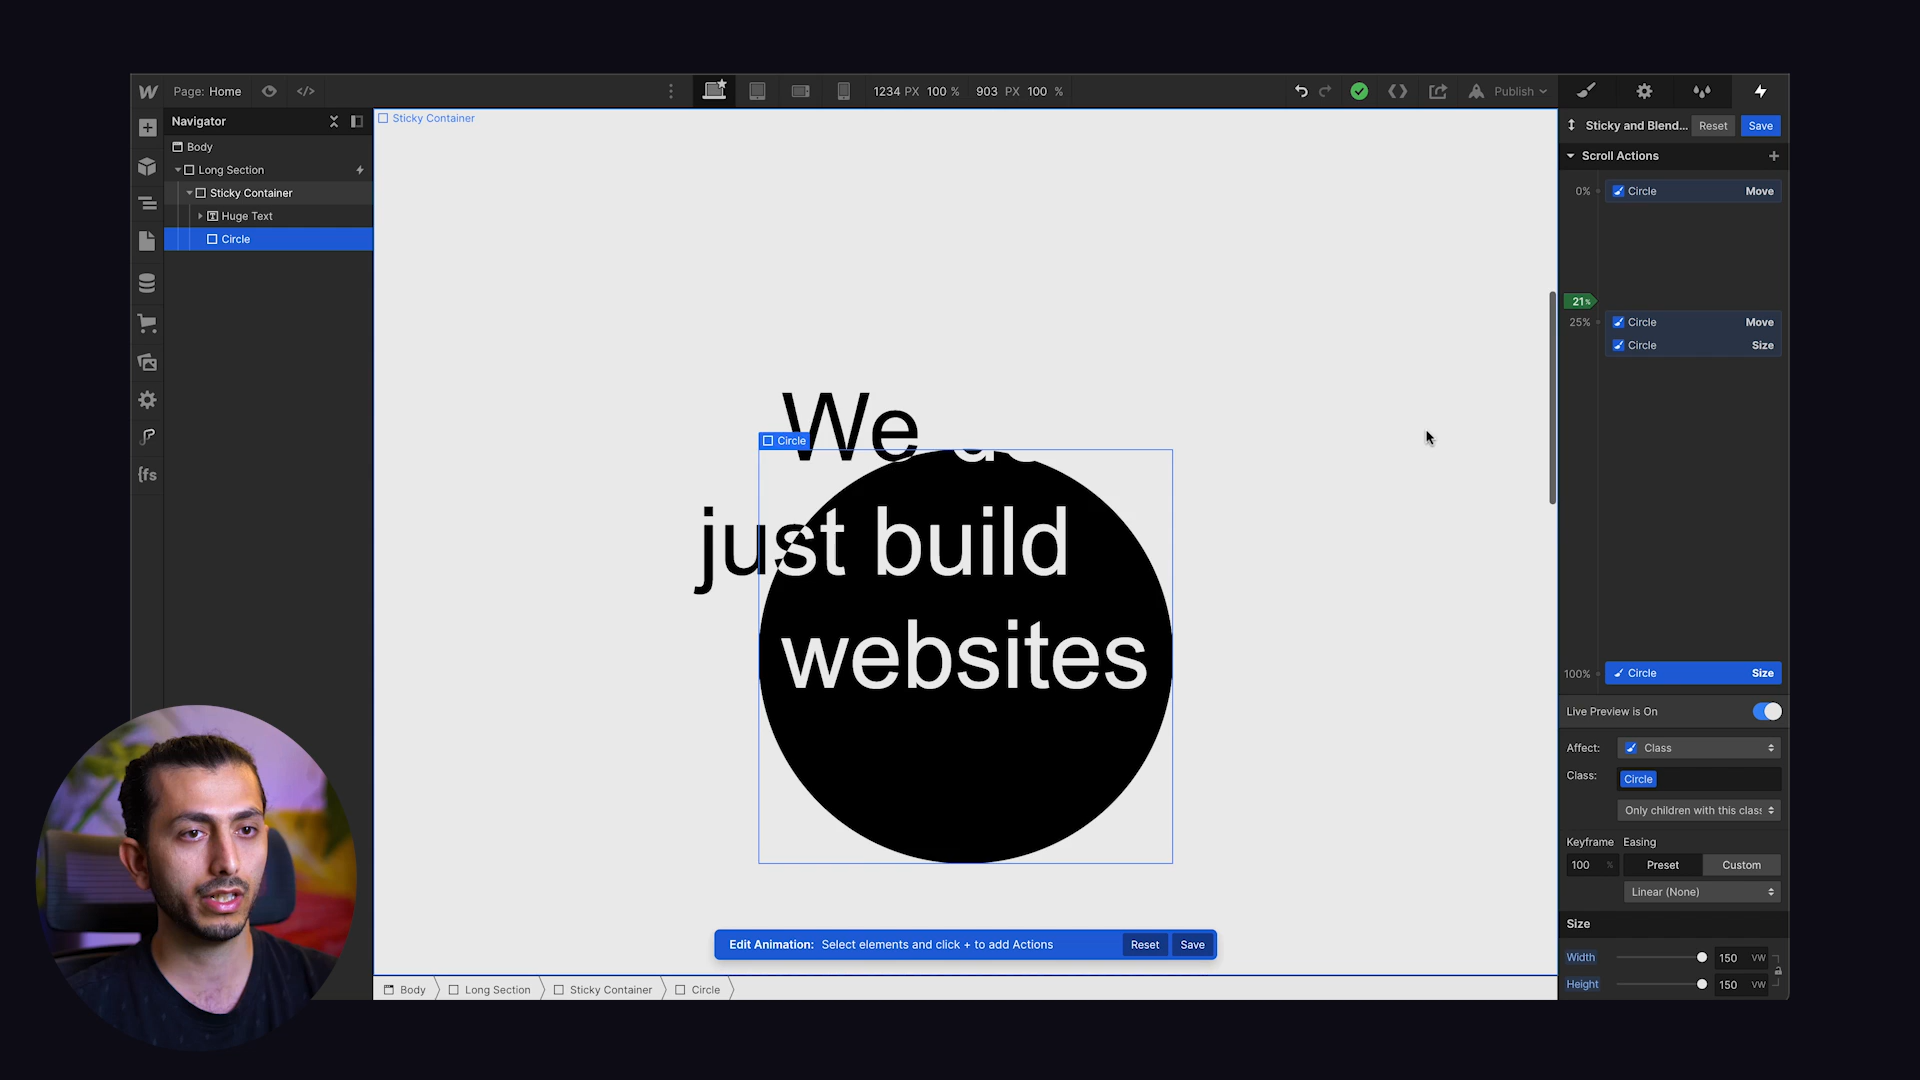 Page: Home
1234 PX 100 %
903 PX 100 %
Publish
Navigator
Body
Long Section
Sticky Container
Huge Text
Circle
{fs
Sticky Container
We
Circle
just build
websites
Edit Animation: Select elements and click + to add Actions
Reset
Save
Body
Long Section
Sticky Container
Circle
Sticky and Blend...
Reset
Save
Scroll Actions
0%
Circle Move
21%
25%
Circle Move
Circle Size
100%
Circle Size
Live Preview is On
Affect: Class
Class: Circle
Only children with this class
Keyframe Easing
100 %
Preset
Custom
Linear (None)
Size
Width 150 VW
Height 150 VW